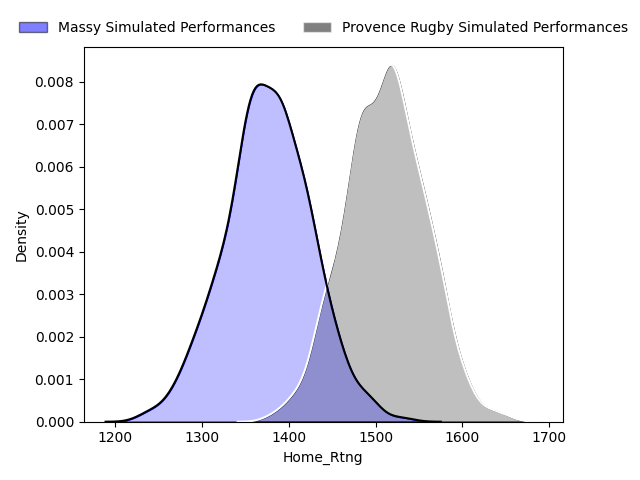 Massy Simulated Performances
Provence Rugby Simulated Performances
0.008
0.007
0.006
0.005
0.004
0.003
0.002
0.001
0.000
Density
1200 1300 1400 1500 1600 1700
Home_Rtng